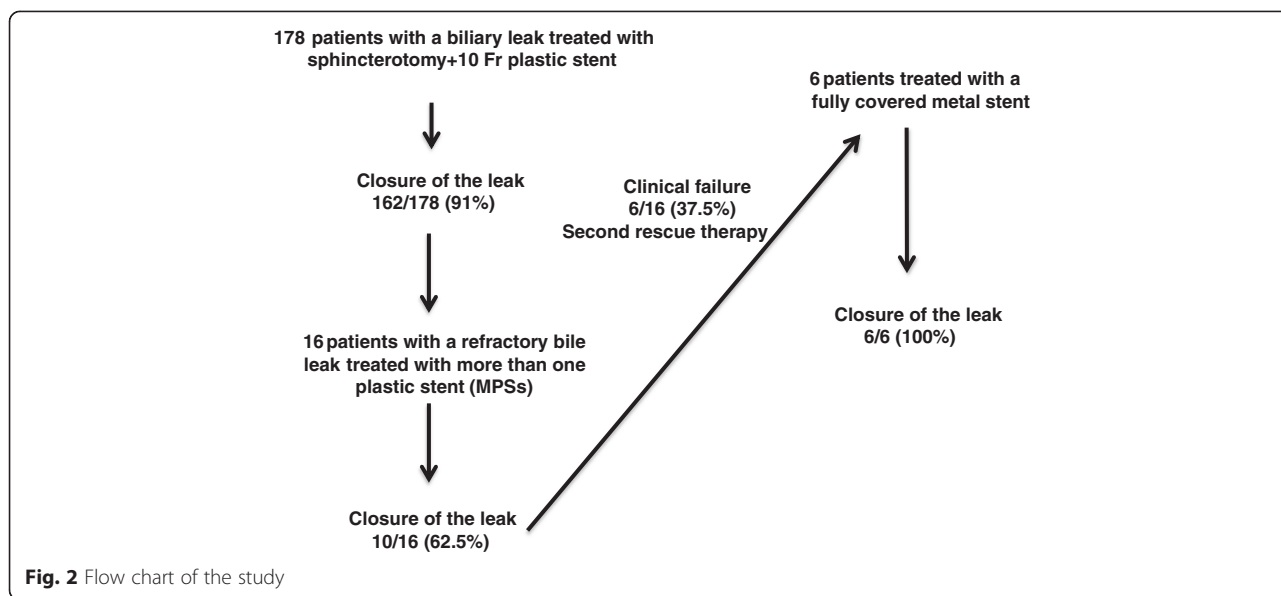 178 patients with a biliary leak treated with
sphincterotomy+10 Fr plastic stent
Closure of the leak
162/178 (91%)
16 patients with a refractory bile
leak treated with more than one
plastic stent (MPSs)
Closure of the leak
10/16 (62.5%)
Clinical failure
6/16 (37.5%)
Second rescue therapy
6 patients treated with a
fully covered metal stent
Closure of the leak
6/6 (100%)
Fig. 2 Flow chart of the study